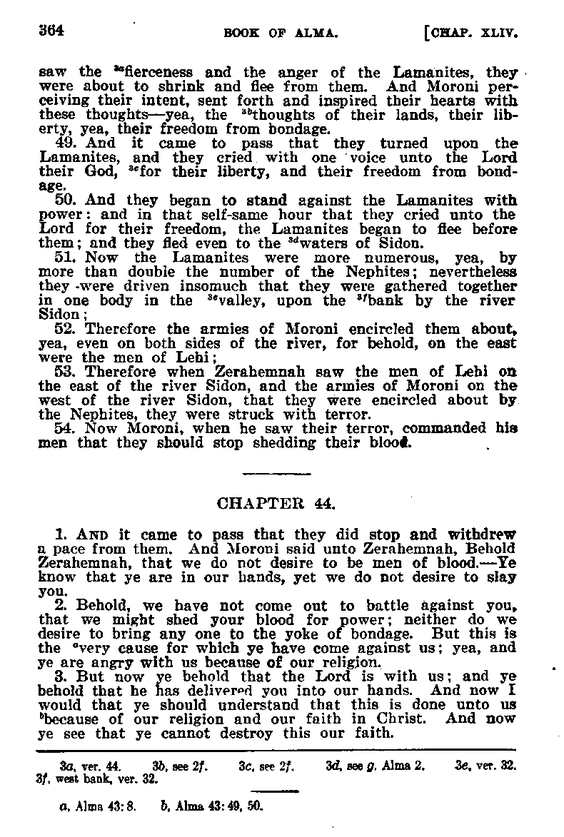 364 BOOK OF ALMA. [CHAP. XLIV.
saw the ³ᵃfierceness and the anger of the Lamanites, they
were about to shrink and flee from them. And Moroni per-
ceiving their intent, sent forth and inspired their hearts with
these thoughts—yea, the ³ᵇthoughts of their lands, their lib-
erty, yea, their freedom from bondage.
49. And it came to pass that they turned upon the
Lamanites, and they cried with one voice unto the Lord
their God, ³ᶜfor their liberty, and their freedom from bond-
age.
50. And they began to stand against the Lamanites with
power: and in that self-same hour that they cried unto the
Lord for their freedom, the Lamanites began to flee before
them; and they fled even to the ³ᵈwaters of Sidon.
51. Now the Lamanites were more numerous, yea, by
more than double the number of the Nephites; nevertheless
they were driven insomuch that they were gathered together
in one body in the ³ᵉvalley, upon the ³ᶠbank by the river
Sidon;
52. Therefore the armies of Moroni encircled them about,
yea, even on both sides of the river, for behold, on the east
were the men of Lehi;
53. Therefore when Zerahemnah saw the men of Lehi on
the east of the river Sidon, and the armies of Moroni on the
west of the river Sidon, that they were encircled about by
the Nephites, they were struck with terror.
54. Now Moroni, when he saw their terror, commanded his
men that they should stop shedding their blood.
CHAPTER 44.
1. AND it came to pass that they did stop and withdrew
a pace from them. And Moroni said unto Zerahemnah, Behold
Zerahemnah, that we do not desire to be men of blood.—Ye
know that ye are in our hands, yet we do not desire to slay
you.
2. Behold, we have not come out to battle against you,
that we might shed your blood for power; neither do we
desire to bring any one to the yoke of bondage. But this is
the ᵃvery cause for which ye have come against us; yea, and
ye are angry with us because of our religion.
3. But now ye behold that the Lord is with us; and ye
behold that he has delivered you into our hands. And now I
would that ye should understand that this is done unto us
ᵇbecause of our religion and our faith in Christ. And now
ye see that ye cannot destroy this our faith.
3a, ver. 44. 3b, see 2f. 3c, see 2f. 3d, see g, Alma 2. 3e, ver. 32.
3f, west bank, ver. 32.
a, Alma 43:8. b, Alma 43:49, 50.